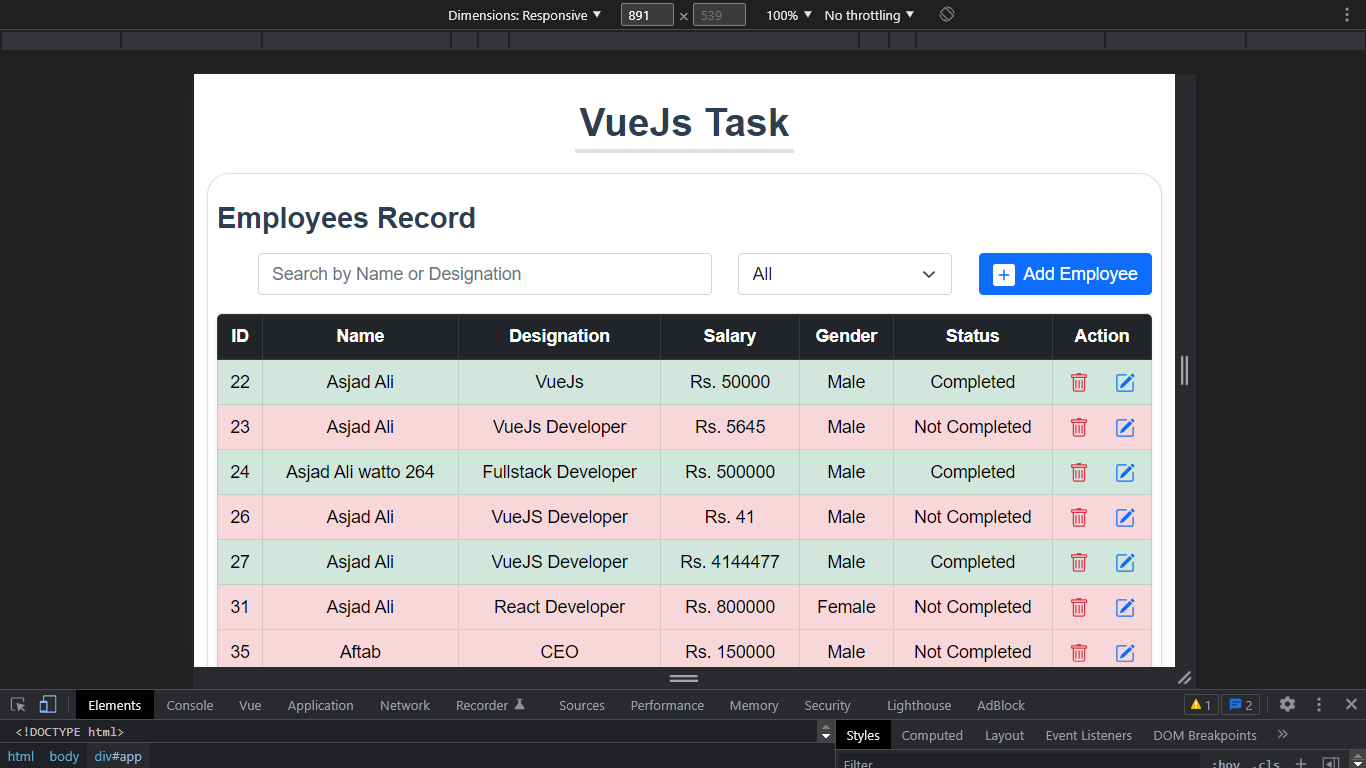 Dimensions: Responsive ▼ 891 × 539 100% ▼ No throttling ▼
VueJs Task
Employees Record
Search by Name or Designation All Add Employee
ID Name Designation Salary Gender Status Action
22 Asjad Ali VueJs Rs. 50000 Male Completed
23 Asjad Ali VueJs Developer Rs. 5645 Male Not Completed
24 Asjad Ali watto 264 Fullstack Developer Rs. 500000 Male Completed
26 Asjad Ali VueJS Developer Rs. 41 Male Not Completed
27 Asjad Ali VueJS Developer Rs. 4144477 Male Completed
31 Asjad Ali React Developer Rs. 800000 Female Not Completed
35 Aftab CEO Rs. 150000 Male Not Completed
Elements Console Vue Application Network Recorder Sources Performance Memory Security Lighthouse AdBlock 1 2
<!DOCTYPE html>
Styles Computed Layout Event Listeners DOM Breakpoints »
html body div#app
Filter :hov .cls +